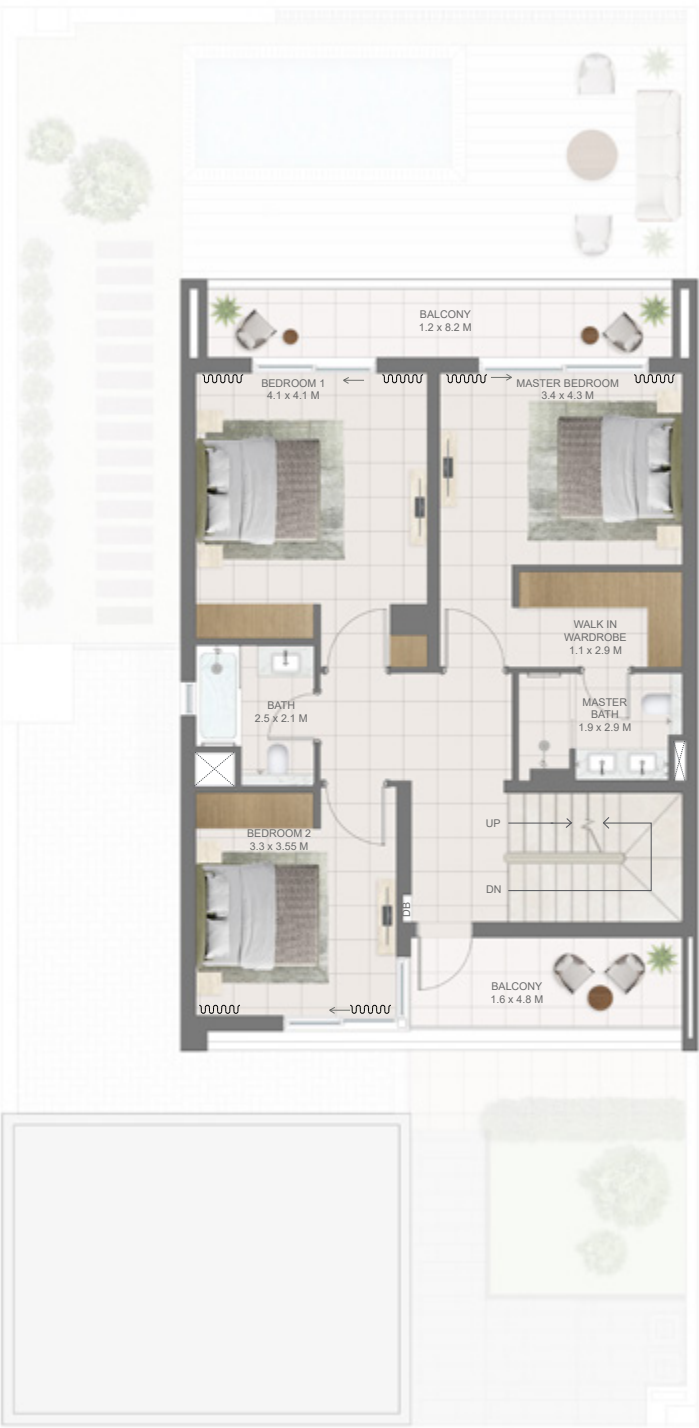 BALCONY
1.2 x 8.2 M
BEDROOM 1
4.1 x 4.1 M
MASTER BEDROOM
3.4 x 4.3 M
WALK IN
WARDROBE
1.1 x 2.9 M
BATH
2.5 x 2.1 M
MASTER
BATH
1.9 x 2.9 M
BEDROOM 2
3.3 x 3.55 M
UP
DN
DB
BALCONY
1.6 x 4.8 M